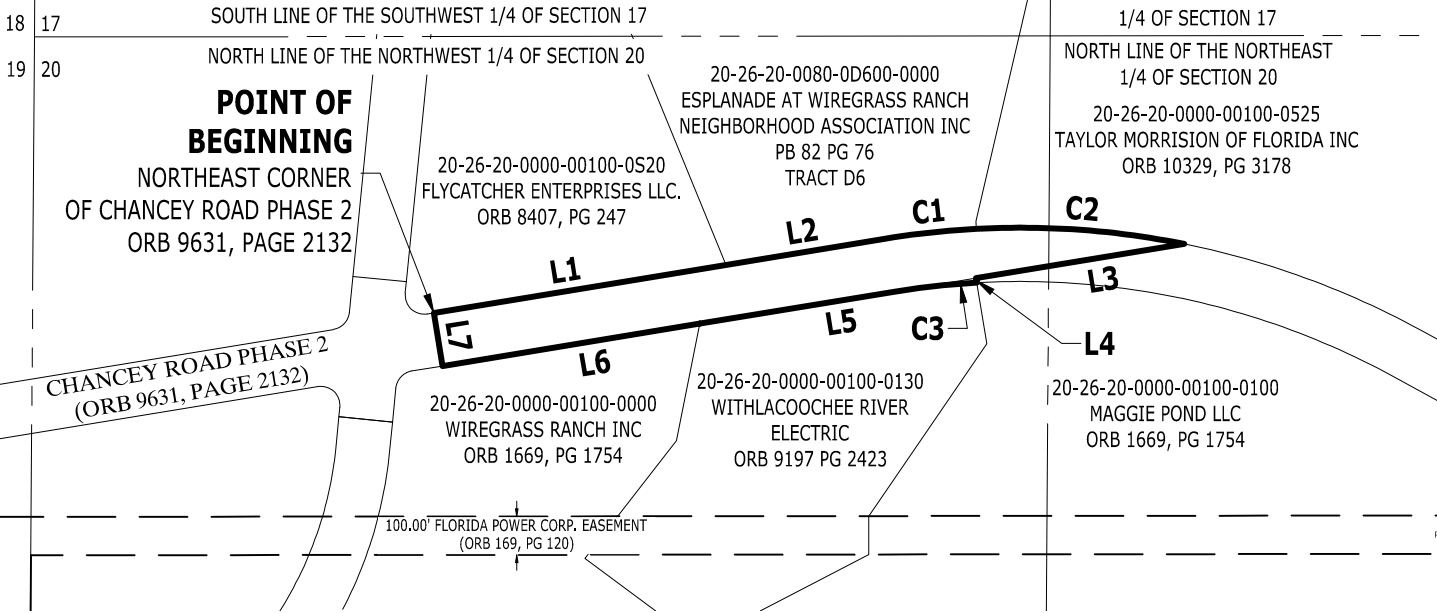 18 17
SOUTH LINE OF THE SOUTHWEST 1/4 OF SECTION 17
1/4 OF SECTION 17
19 20
NORTH LINE OF THE NORTHWEST 1/4 OF SECTION 20
NORTH LINE OF THE NORTHEAST
1/4 OF SECTION 20
POINT OF
BEGINNING
NORTHEAST CORNER
OF CHANCEY ROAD PHASE 2
ORB 9631, PAGE 2132
20-26-20-0000-00100-0S20
FLYCATCHER ENTERPRISES LLC.
ORB 8407, PG 247
20-26-20-0080-0D600-0000
ESPLANADE AT WIREGRASS RANCH
NEIGHBORHOOD ASSOCIATION INC
PB 82 PG 76
TRACT D6
20-26-20-0000-00100-0525
TAYLOR MORRISION OF FLORIDA INC
ORB 10329, PG 3178
L1
L2
C1
C2
L3
L4
C3
L5
L6
L7
CHANCEY ROAD PHASE 2
(ORB 9631, PAGE 2132)
20-26-20-0000-00100-0000
WIREGRASS RANCH INC
ORB 1669, PG 1754
20-26-20-0000-00100-0130
WITHLACOOCHEE RIVER
ELECTRIC
ORB 9197 PG 2423
20-26-20-0000-00100-0100
MAGGIE POND LLC
ORB 1669, PG 1754
100.00' FLORIDA POWER CORP. EASEMENT
(ORB 169, PG 120)